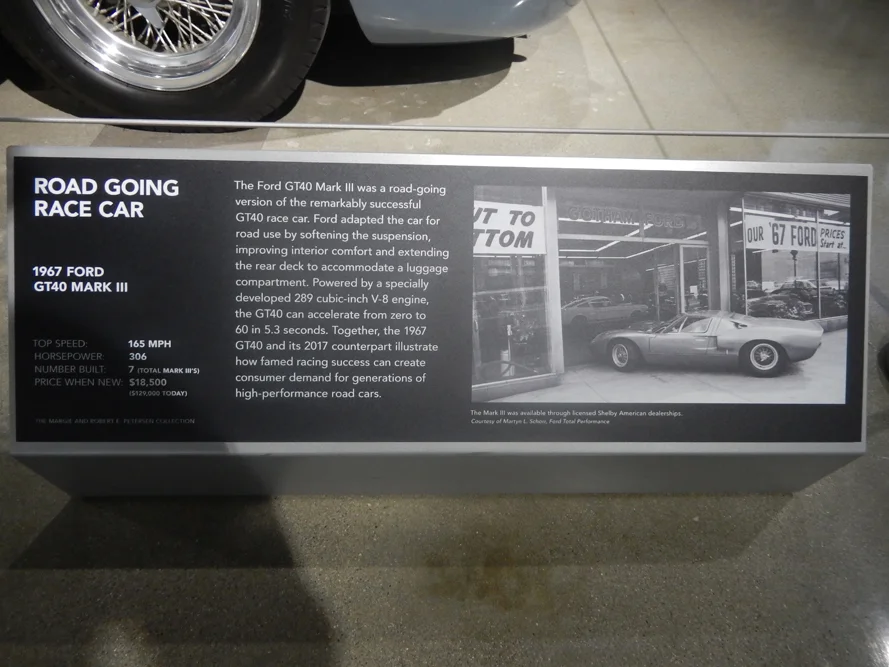 ROAD GOING
RACE CAR
1967 FORD
GT40 MARK III
TOP SPEED: 165 MPH
HORSEPOWER: 306
NUMBER BUILT: 7 (TOTAL MARK III'S)
PRICE WHEN NEW: $18,500
($129,000 TODAY)
THE MARGIE AND ROBERT E. PETERSEN COLLECTION
The Ford GT40 Mark III was a road-going
version of the remarkably successful
GT40 race car. Ford adapted the car for
road use by softening the suspension,
improving interior comfort and extending
the rear deck to accommodate a luggage
compartment. Powered by a specially
developed 289 cubic-inch V-8 engine,
the GT40 can accelerate from zero to
60 in 5.3 seconds. Together, the 1967
GT40 and its 2017 counterpart illustrate
how famed racing success can create
consumer demand for generations of
high-performance road cars.
UT TO
TTOM
OUR '67 FORD PRICES
Start at..
The Mark III was available through licensed Shelby American dealerships.
Courtesy of Martyn L. Schorr, Ford Total Performance